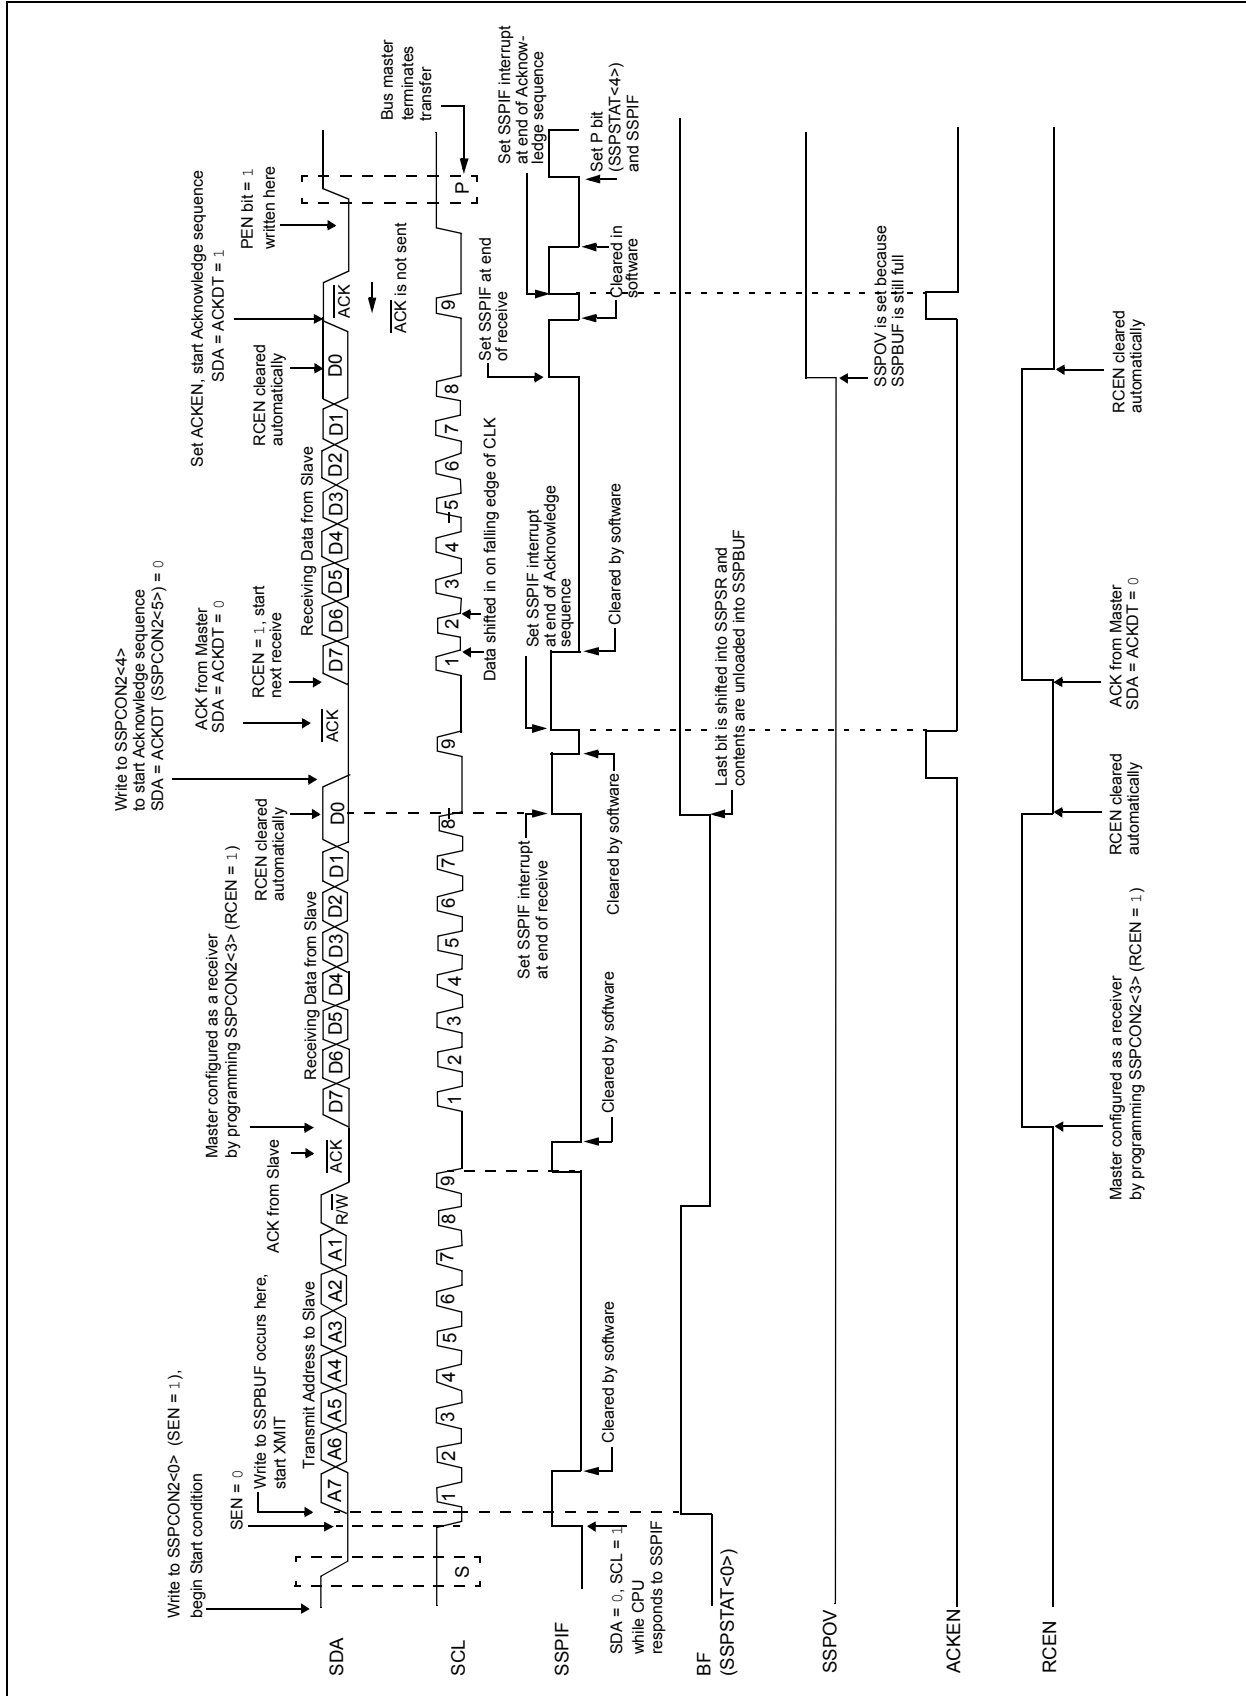 Write to SSPCON2<0> (SEN = 1),
begin Start condition
SEN = 0
Write to SSPBUF occurs here,
start XMIT
Transmit Address to Slave
ACK from Slave
Master configured as a receiver
by programming SSPCON2<3> (RCEN = 1)
Receiving Data from Slave
RCEN cleared
automatically
Write to SSPCON2<4>
to start Acknowledge sequence
SDA = ACKDT (SSPCON2<5>) = 0
ACK from Master
SDA = ACKDT = 0
RCEN = 1, start
next receive
Receiving Data from Slave
RCEN cleared
automatically
Set ACKEN, start Acknowledge sequence
SDA = ACKDT = 1
PEN bit = 1
written here
SDA
A7 A6 A5 A4 A3 A2 A1 R/W ACK D7 D6 D5 D4 D3 D2 D1 D0 ACK D7 D6 D5 D4 D3 D2 D1 D0 ACK
ACK is not sent
Bus master
terminates
transfer
SCL
S 1 2 3 4 5 6 7 8 9 1 2 3 4 5 6 7 8 9 1 2 3 4 5 6 7 8 9 P
Data shifted in on falling edge of CLK
Set SSPIF interrupt
at end of receive
Set SSPIF interrupt
at end of Acknowledge
sequence
Set SSPIF at end
of receive
Set SSPIF interrupt
at end of Acknow-
ledge sequence
SSPIF
SDA = 0, SCL = 1
while CPU
responds to SSPIF
Cleared by software
Cleared by software
Cleared by software
Cleared by software
Cleared in
software
Set P bit
(SSPSTAT<4>)
and SSPIF
BF
(SSPSTAT<0>)
Last bit is shifted into SSPSR and
contents are unloaded into SSPBUF
SSPOV
SSPOV is set because
SSPBUF is still full
ACKEN
RCEN
Master configured as a receiver
by programming SSPCON2<3> (RCEN = 1)
RCEN cleared
automatically
ACK from Master
SDA = ACKDT = 0
RCEN cleared
automatically